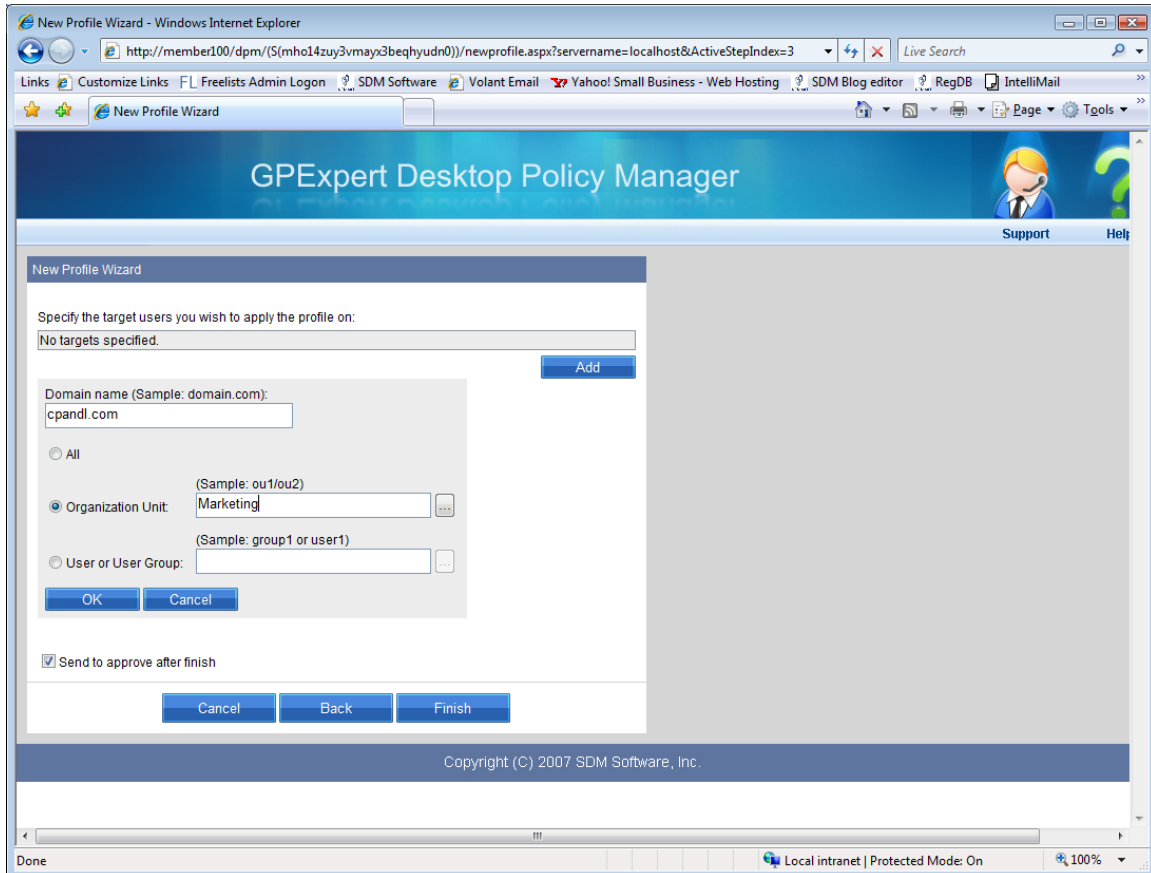 New Profile Wizard - Windows Internet Explorer
http://member100/dpm/(S(mho14zuy3vmayx3beqhyudn0))/newprofile.aspx?servername=localhost&ActiveStepIndex=3
Live Search
Links Customize Links FL Freelists Admin Logon SDM Software Volant Email Yahoo! Small Business - Web Hosting SDM Blog editor RegDB IntelliMail
New Profile Wizard Page Tools
GPExpert Desktop Policy Manager
Support Help
New Profile Wizard
Specify the target users you wish to apply the profile on:
No targets specified.
Add
Domain name (Sample: domain.com):
cpandl.com
All
(Sample: ou1/ou2)
Organization Unit: Marketing ...
(Sample: group1 or user1)
User or User Group: ...
OK Cancel
Send to approve after finish
Cancel Back Finish
Copyright (C) 2007 SDM Software, Inc.
Done Local intranet | Protected Mode: On 100%